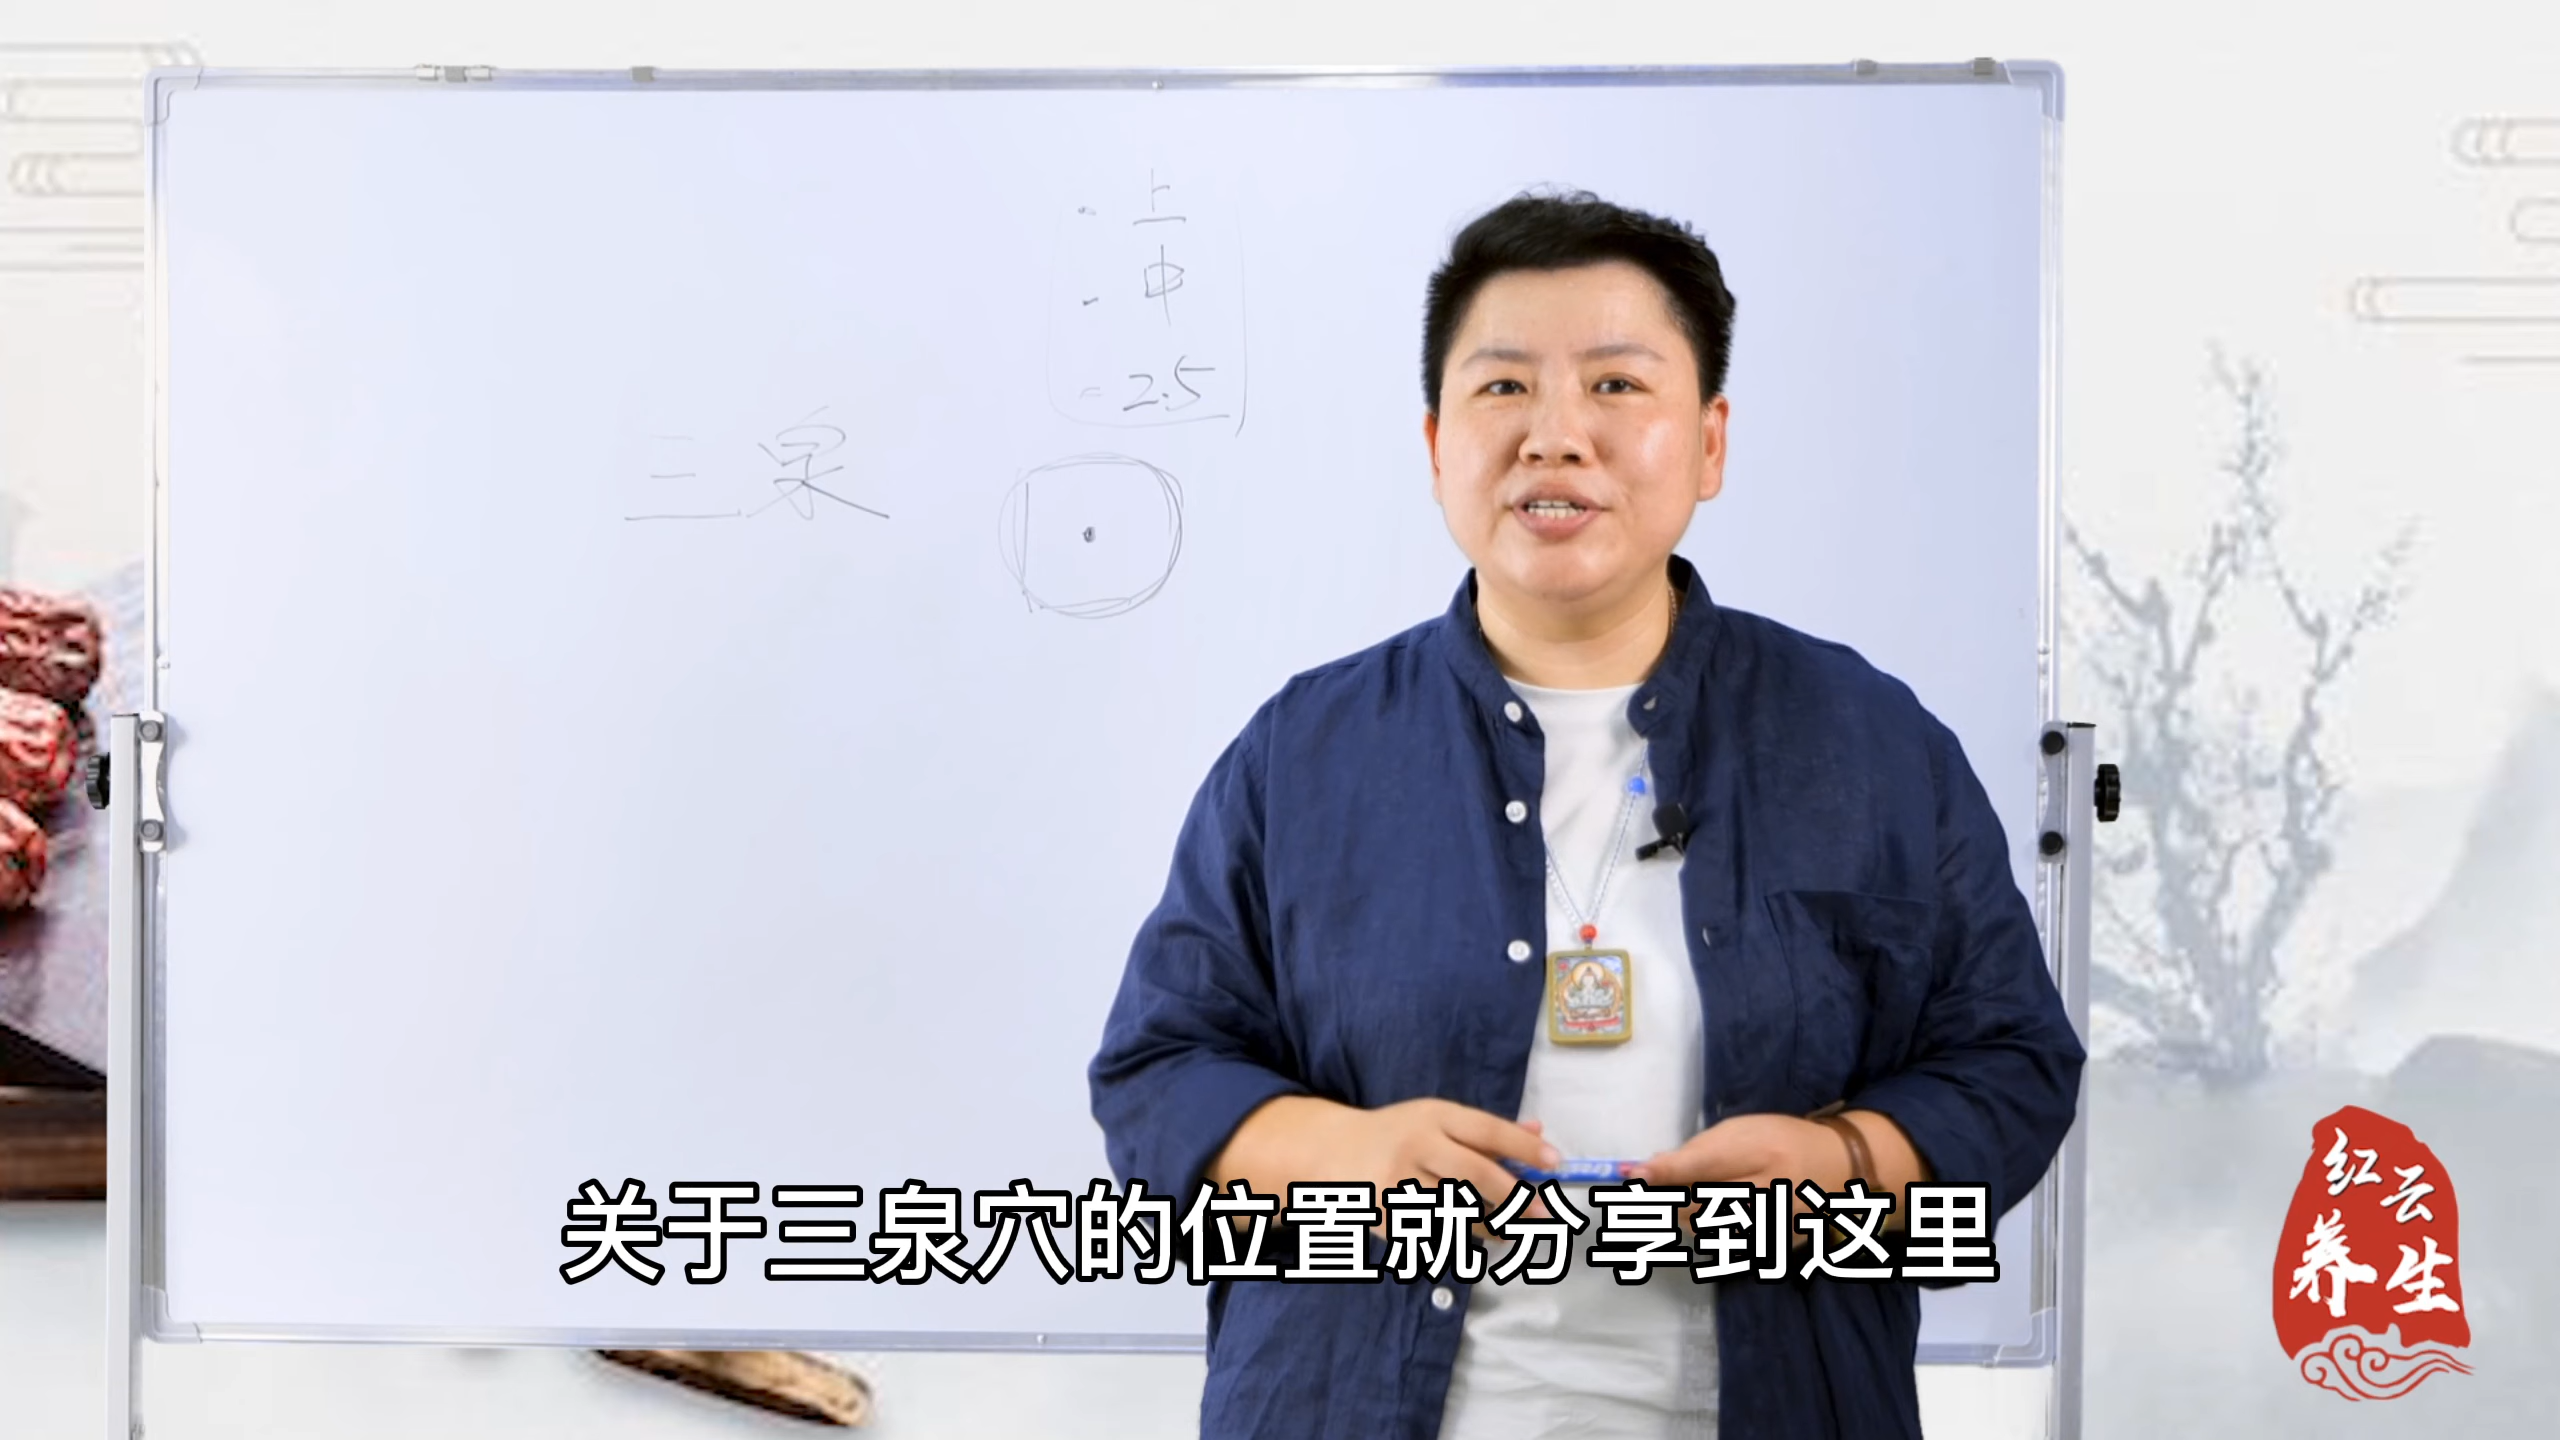 上
中
= 2.5
三泉
关于三泉穴的位置就分享到这里
红云
养生